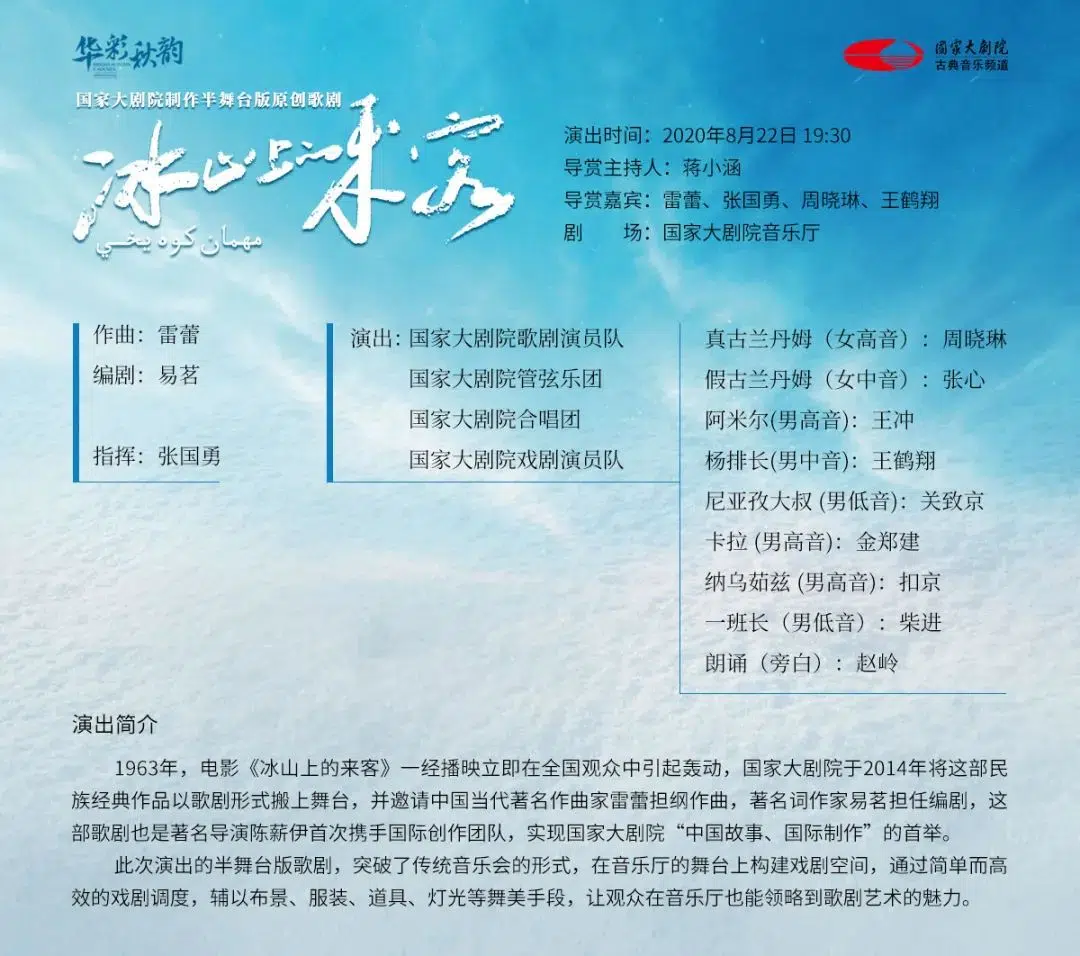 华彩秋韵
国家大剧院
古典音乐频道
国家大剧院制作半舞台版原创歌剧
冰山上的来客
مهمان کوه یخي
演出时间：2020年8月22日 19:30
导赏主持人：蒋小涵
导赏嘉宾：雷蕾、张国勇、周晓琳、王鹤翔
剧　　场：国家大剧院音乐厅
作曲：雷蕾
编剧：易茗
指挥：张国勇
演出：国家大剧院歌剧演员队
国家大剧院管弦乐团
国家大剧院合唱团
国家大剧院戏剧演员队
真古兰丹姆（女高音）：周晓琳
假古兰丹姆（女中音）：张心
阿米尔(男高音)：王冲
杨排长(男中音)：王鹤翔
尼亚孜大叔 (男低音)：关致京
卡拉 (男高音)：金郑建
纳乌茹兹 (男高音)：扣京
一班长（男低音）：柴进
朗诵（旁白）：赵岭
演出简介
1963年，电影《冰山上的来客》一经播映立即在全国观众中引起轰动，国家大剧院于2014年将这部民
族经典作品以歌剧形式搬上舞台，并邀请中国当代著名作曲家雷蕾担纲作曲，著名词作家易茗担任编剧，这
部歌剧也是著名导演陈薪伊首次携手国际创作团队，实现国家大剧院“中国故事、国际制作”的首举。
此次演出的半舞台版歌剧，突破了传统音乐会的形式，在音乐厅的舞台上构建戏剧空间，通过简单而高
效的戏剧调度，辅以布景、服装、道具、灯光等舞美手段，让观众在音乐厅也能领略到歌剧艺术的魅力。